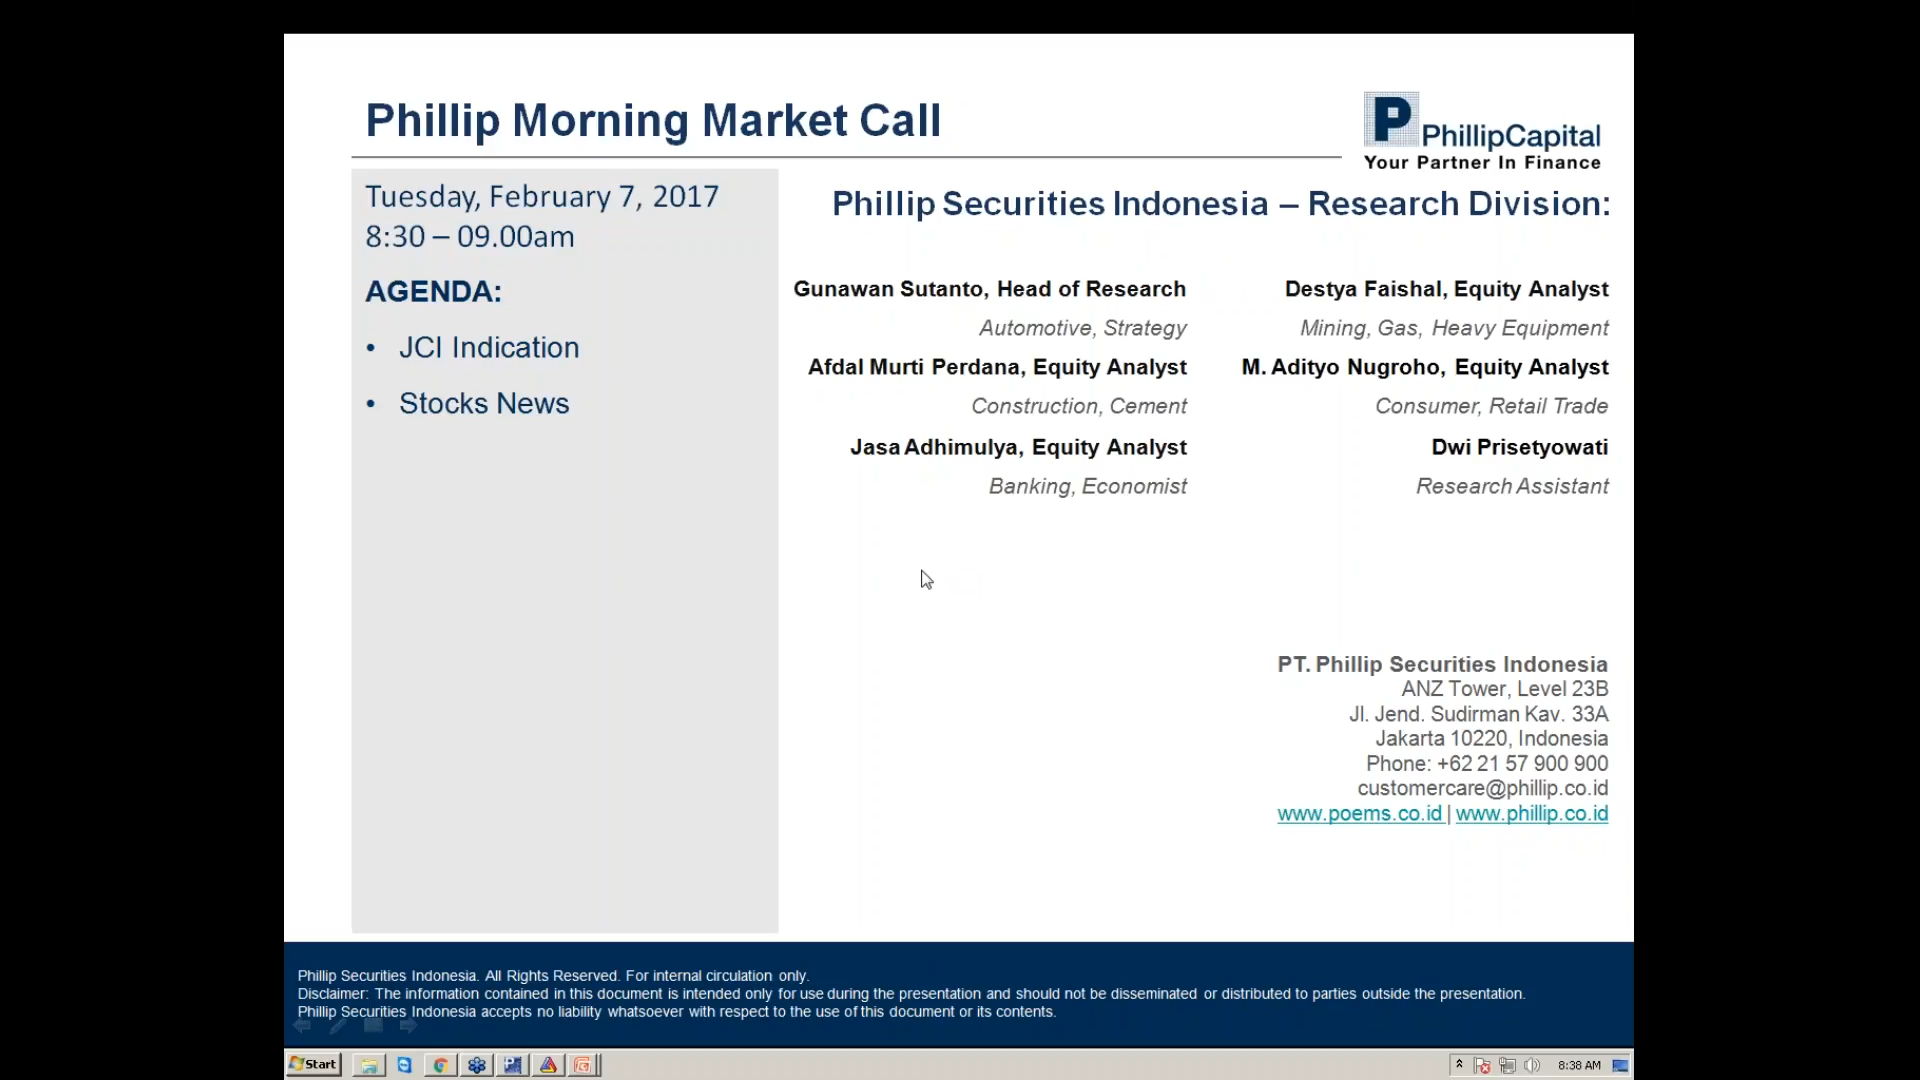 Phillip Morning Market Call
P
PhillipCapital
Your Partner In Finance
Tuesday, February 7, 2017
8:30 – 09.00am
AGENDA:
• JCI Indication
• Stocks News
Phillip Securities Indonesia – Research Division:
Gunawan Sutanto, Head of Research
Automotive, Strategy
Afdal Murti Perdana, Equity Analyst
Construction, Cement
Jasa Adhimulya, Equity Analyst
Banking, Economist
Destya Faishal, Equity Analyst
Mining, Gas, Heavy Equipment
M. Adityo Nugroho, Equity Analyst
Consumer, Retail Trade
Dwi Prisetyowati
Research Assistant
PT. Phillip Securities Indonesia
ANZ Tower, Level 23B
Jl. Jend. Sudirman Kav. 33A
Jakarta 10220, Indonesia
Phone: +62 21 57 900 900
customercare@phillip.co.id
www.poems.co.id | www.phillip.co.id
Phillip Securities Indonesia. All Rights Reserved. For internal circulation only.
Disclaimer: The information contained in this document is intended only for use during the presentation and should not be disseminated or distributed to parties outside the presentation.
Phillip Securities Indonesia accepts no liability whatsoever with respect to the use of this document or its contents.
Start
8:38 AM